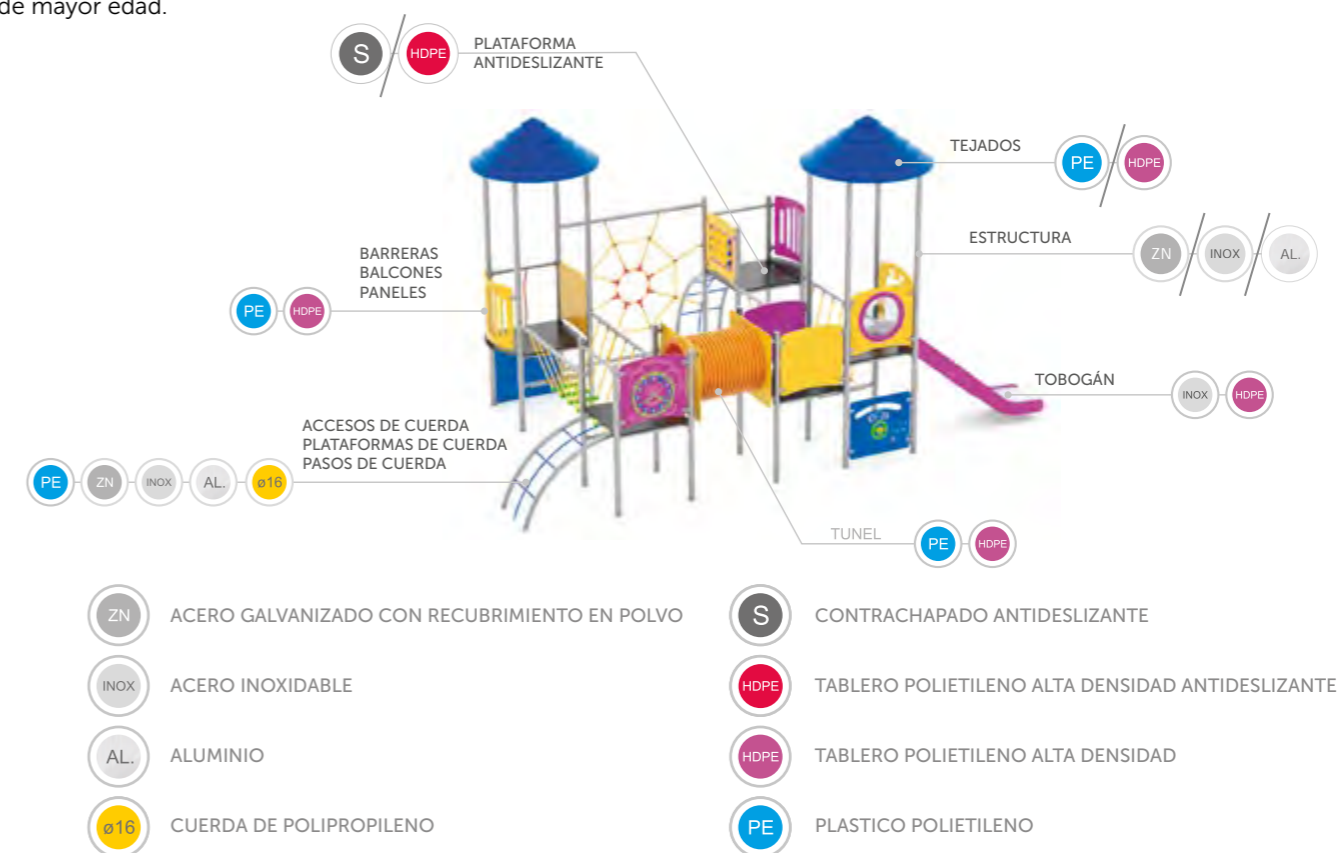 de mayor edad.
S
HDPE
PLATAFORMA
ANTIDESLIZANTE
TEJADOS
PE
HDPE
ESTRUCTURA
ZN
INOX
AL.
BARRERAS
BALCONES
PANELES
PE
HDPE
TOBOGÁN
INOX
HDPE
ACCESOS DE CUERDA
PLATAFORMAS DE CUERDA
PASOS DE CUERDA
PE
ZN
INOX
AL.
ø16
TUNEL
PE
HDPE
ZN
ACERO GALVANIZADO CON RECUBRIMIENTO EN POLVO
INOX
ACERO INOXIDABLE
AL.
ALUMINIO
ø16
CUERDA DE POLIPROPILENO
S
CONTRACHAPADO ANTIDESLIZANTE
HDPE
TABLERO POLIETILENO ALTA DENSIDAD ANTIDESLIZANTE
HDPE
TABLERO POLIETILENO ALTA DENSIDAD
PE
PLASTICO POLIETILENO